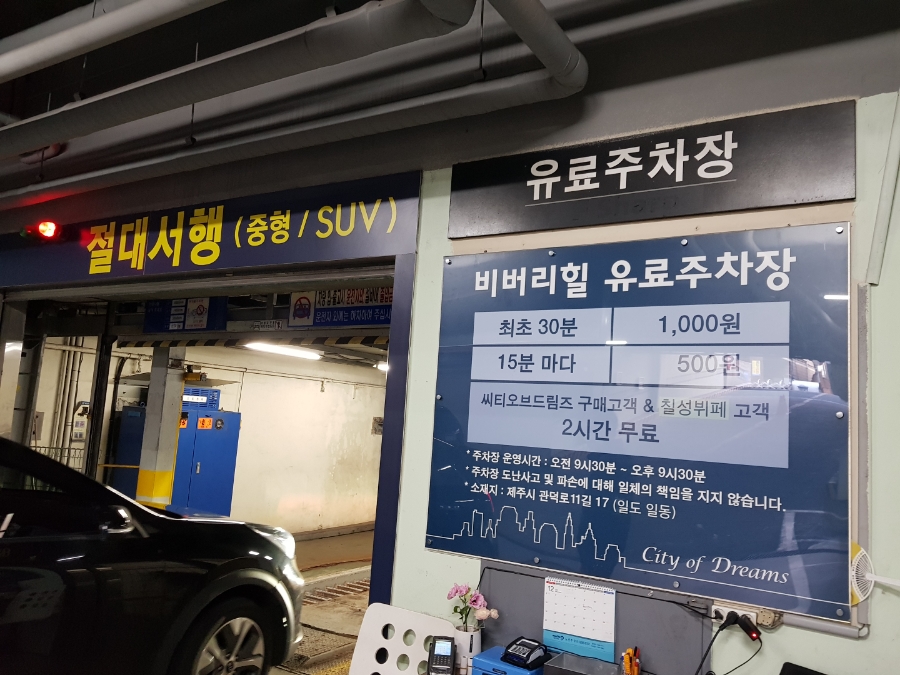 유료주차장
절대서행 (중형 / SUV)
비버리힐 유료주차장
최초 30분 1,000원
15분 마다 500원
씨티오브드림즈 구매고객 & 칠성뷔페 고객
2시간 무료
* 주차장 운영시간 : 오전 9시30분 ~ 오후 9시30분
* 주차장 도난사고 및 파손에 대해 일체의 책임을 지지 않습니다.
* 소재지 : 제주시 관덕로11길 17 (일도 일동)
City of Dreams
12